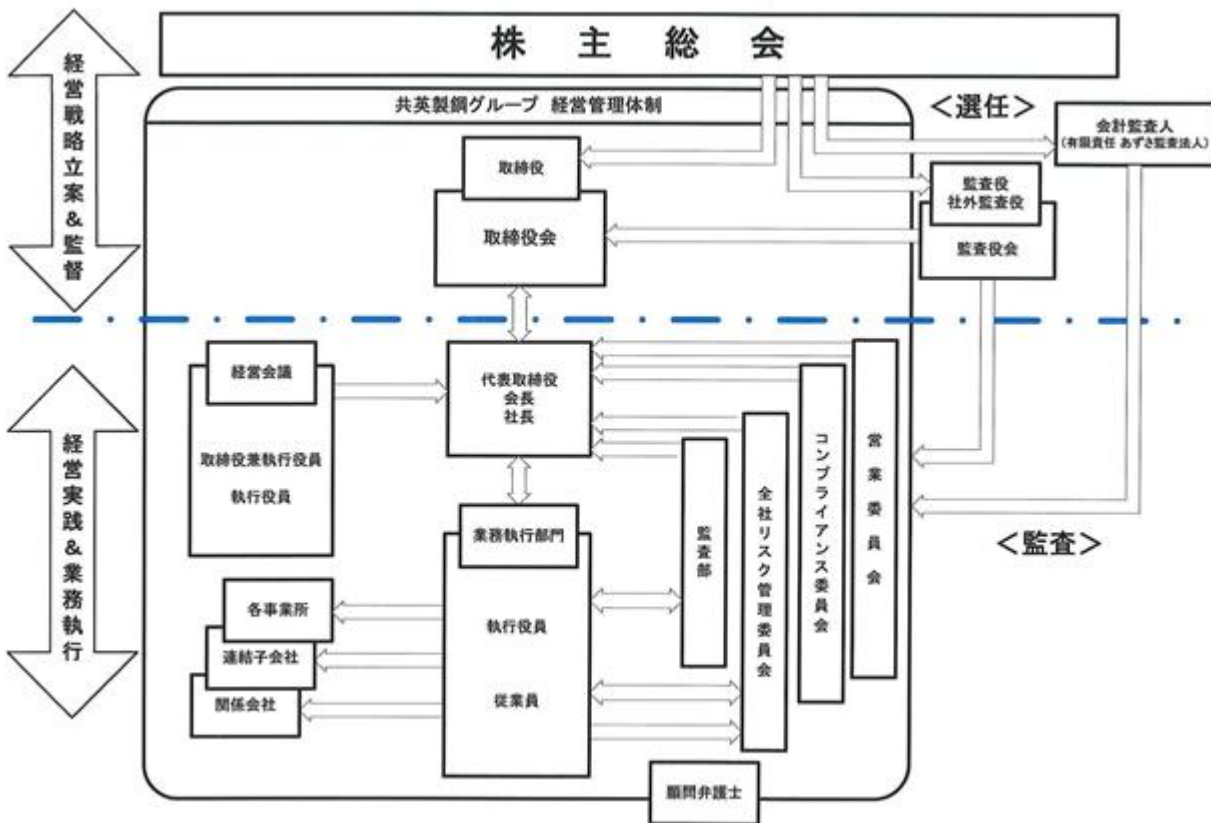 株主総会
経営戦略立案&監督
共英製鋼グループ 経営管理体制
<選任>
会計監査人
(有限責任 あずさ監査法人)
取締役
取締役会
監査役
社外監査役
監査役会
経営会議
取締役兼執行役員
執行役員
代表取締役
会長
社長
経営実践&業務執行
業務執行部門
執行役員
従業員
各事業所
連結子会社
関係会社
監査部
全社リスク管理委員会
コンプライアンス委員会
営業委員会
<監査>
顧問弁護士